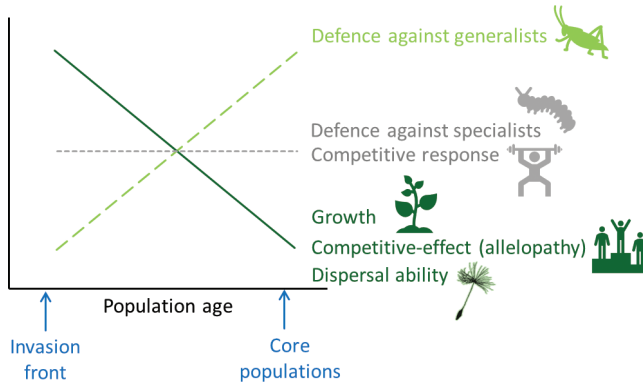 Defence against generalists
Defence against specialists
Competitive response
Growth
Competitive-effect (allelopathy)
Dispersal ability
Population age
Invasion
front
Core
populations